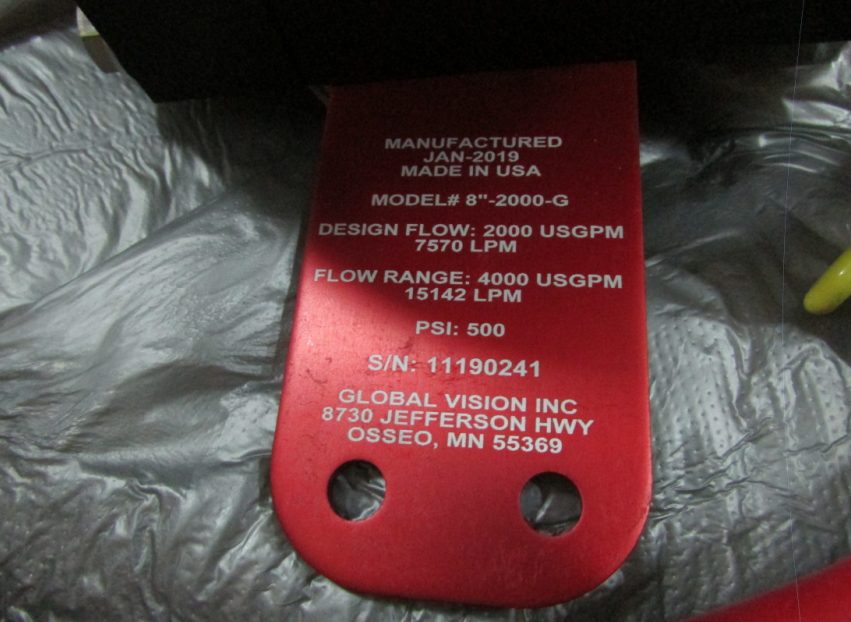 MANUFACTURED
JAN-2019
MADE IN USA
MODEL# 8"-2000-G
DESIGN FLOW: 2000 USGPM
7570 LPM
FLOW RANGE: 4000 USGPM
15142 LPM
PSI: 500
S/N: 11190241
GLOBAL VISION INC
8730 JEFFERSON HWY
OSSEO, MN 55369